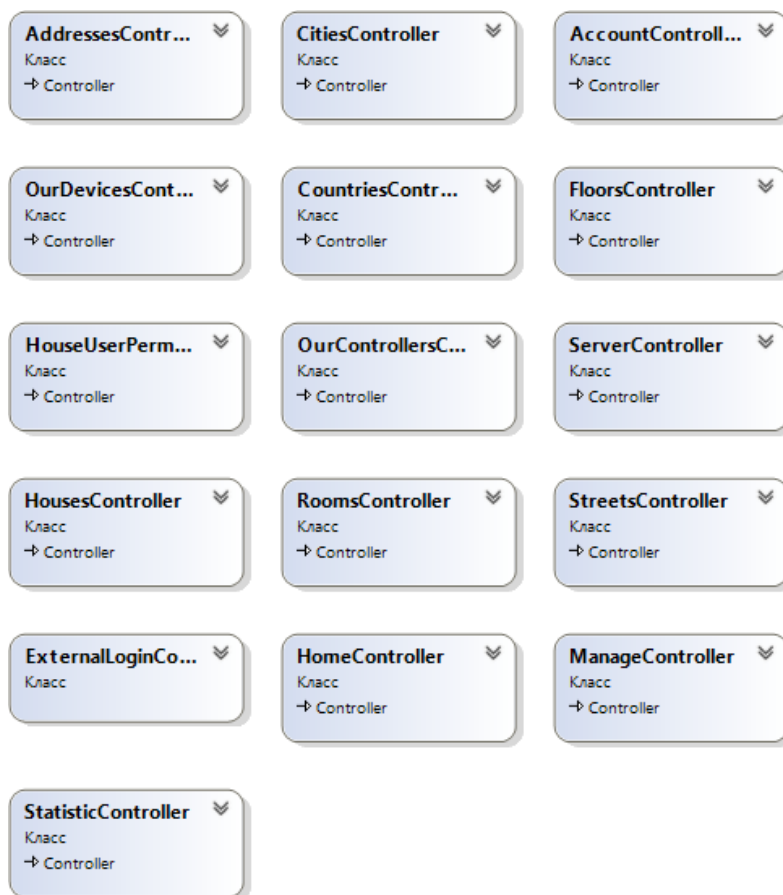 AddressesContr...
Класс
Controller
CitiesController
Класс
Controller
AccountControll...
Класс
Controller
OurDevicesCont...
Класс
Controller
CountriesContr...
Класс
Controller
FloorsController
Класс
Controller
HouseUserPerm...
Класс
Controller
OurControllersC...
Класс
Controller
ServerController
Класс
Controller
HousesController
Класс
Controller
RoomsController
Класс
Controller
StreetsController
Класс
Controller
ExternalLoginCo...
Класс
HomeController
Класс
Controller
ManageController
Класс
Controller
StatisticController
Класс
Controller